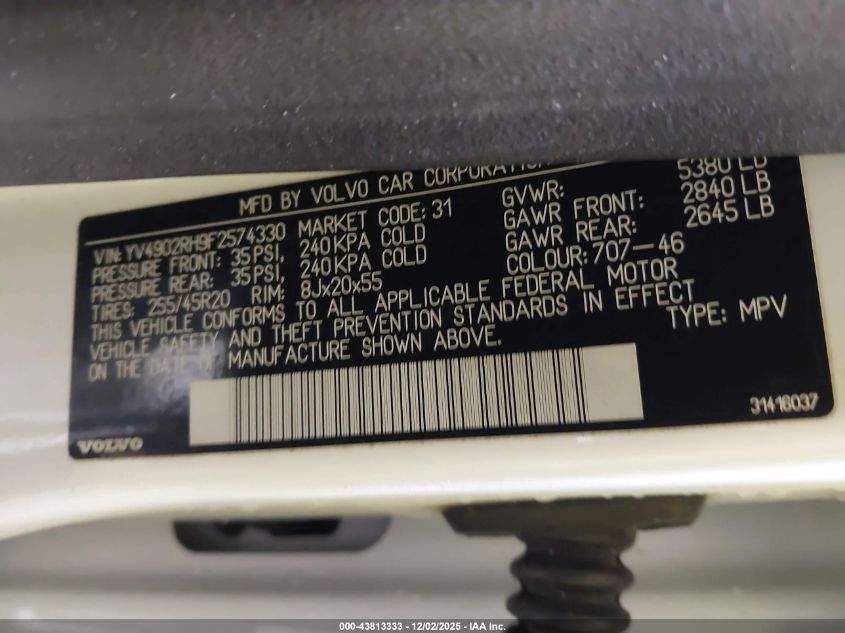 MFD BY VOLVO CAR CORPORATION
VIN: YV4902RH9F2574330 MARKET CODE: 31 GVWR: 5380 LB
PRESSURE FRONT: 35PSI, 240KPA COLD GAWR FRONT: 2840 LB
PRESSURE REAR: 35PSI, 240KPA COLD GAWR REAR: 2645 LB
TIRES: 255/45R20 RIM: 8Jx20x55 COLOUR: 707-46
THIS VEHICLE CONFORMS TO ALL APPLICABLE FEDERAL MOTOR
VEHICLE SAFETY AND THEFT PREVENTION STANDARDS IN EFFECT
ON THE DATE OF MANUFACTURE SHOWN ABOVE. TYPE: MPV
31416037
VOLVO
000-43813333 - 12/02/2025 - IAA Inc.